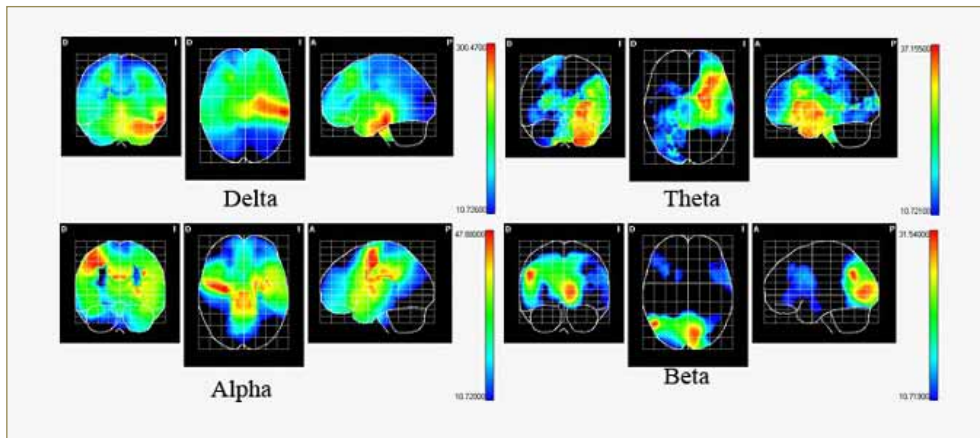 D I D I A P
300.4700
10.72600
Delta
D I D I A P
37.15500
10.72100
Theta
D I D I A P
47.88000
10.72000
Alpha
D I D I A P
31.54000
10.71300
Beta